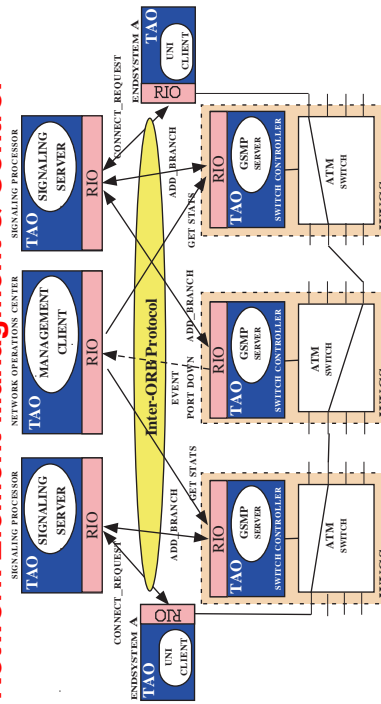 SIGNALING PROCESSOR
TAO
SIGNALING
SERVER
RIO
NETWORK OPERATIONS CENTER
TAO
MANAGEMENT
CLIENT
RIO
SIGNALING PROCESSOR
TAO
SIGNALING
SERVER
RIO
CONNECT_REQUEST
CONNECT_REQUEST
ENDSYSTEM A
TAO
UNI
CLIENT
RIO
ADD_BRANCH
Inter-ORB Protocol
EVENT
PORT DOWN
ADD_BRANCH
ADD_BRANCH
ENDSYSTEM A
TAO
UNI
CLIENT
RIO
GET STATS
GET STATS
RIO
TAO
GSMP
SERVER
SWITCH CONTROLLER
ATM
SWITCH
RIO
TAO
GSMP
SERVER
SWITCH CONTROLLER
ATM
SWITCH
RIO
TAO
GSMP
SERVER
SWITCH CONTROLLER
ATM
SWITCH